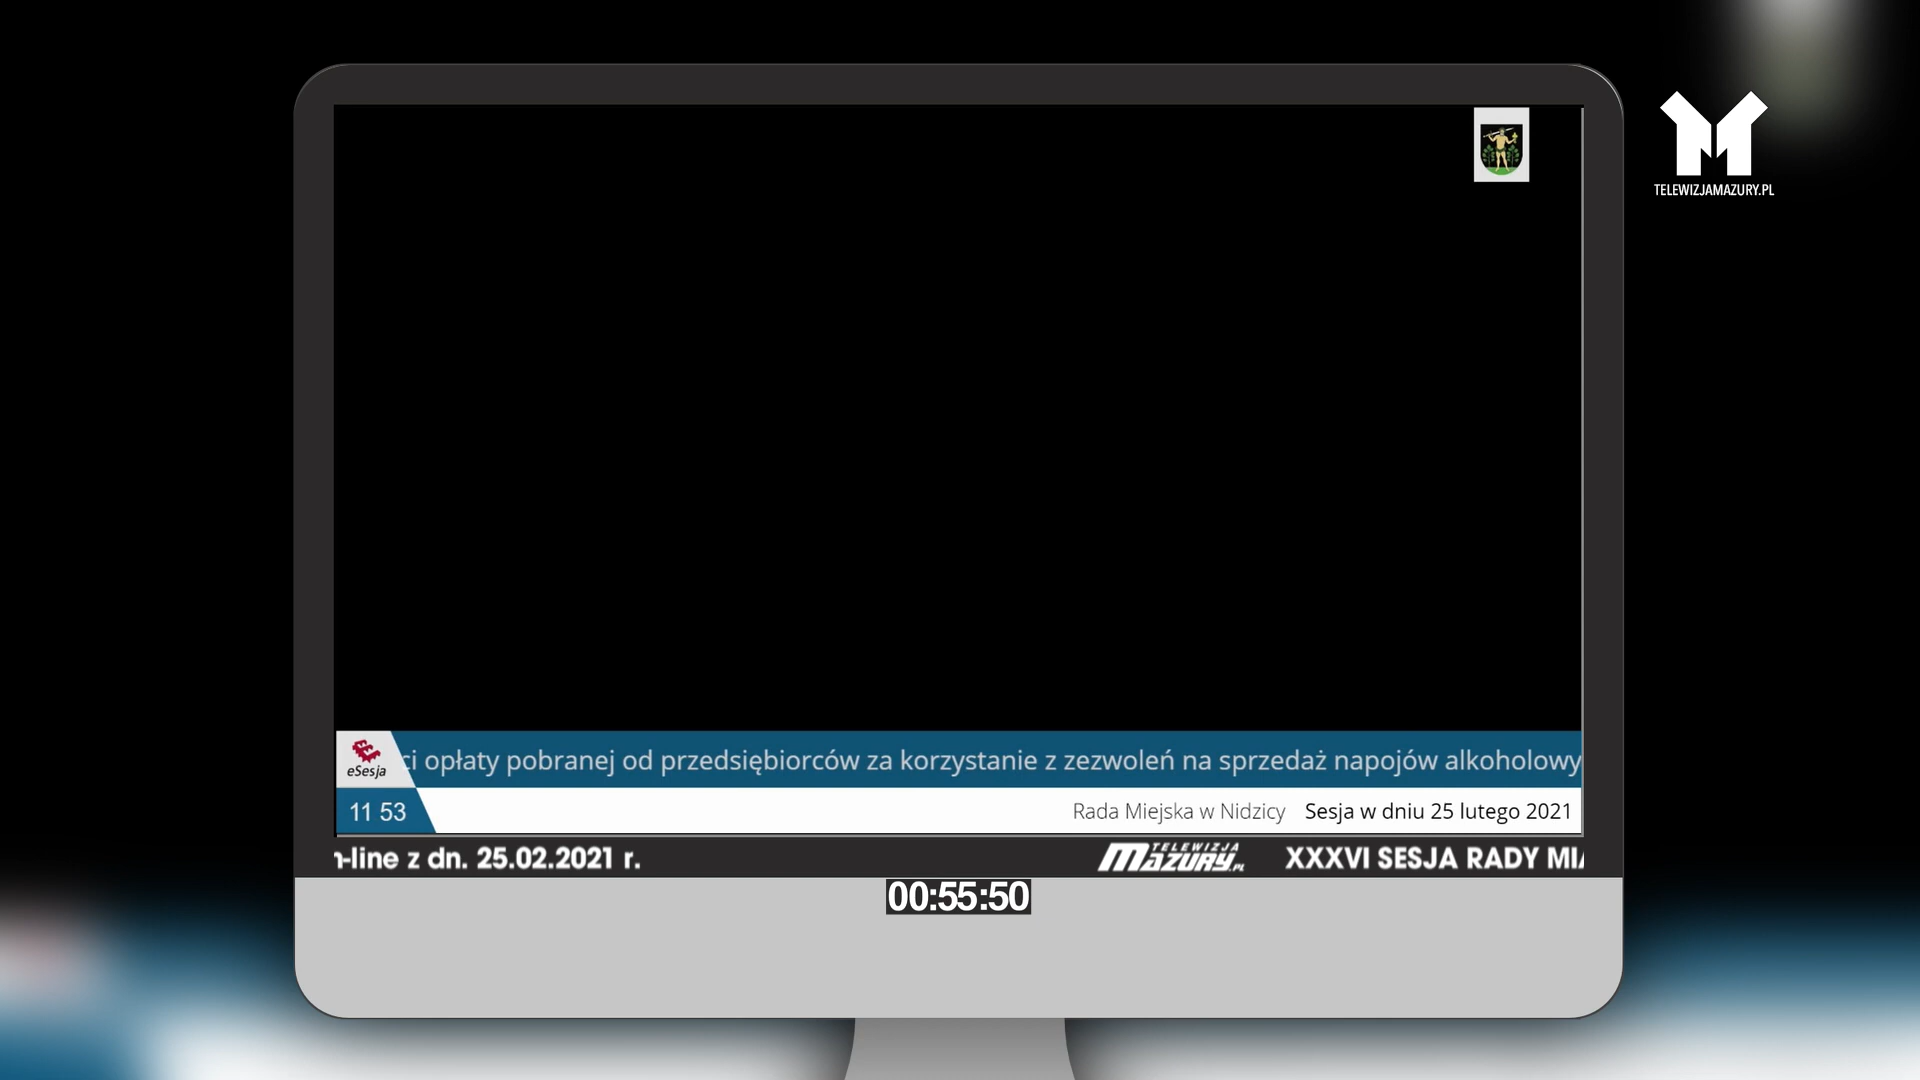 TELEWIZJAMAZURY.PL
eSesja
ci opłaty pobranej od przedsiębiorców za korzystanie z zezwoleń na sprzedaż napojów alkoholowy
11 53
Rada Miejska w Nidzicy Sesja w dniu 25 lutego 2021
n-line z dn. 25.02.2021 r. TELEWIZJA MAZURY.PL XXXVI SESJA RADY MIA
00:55:50